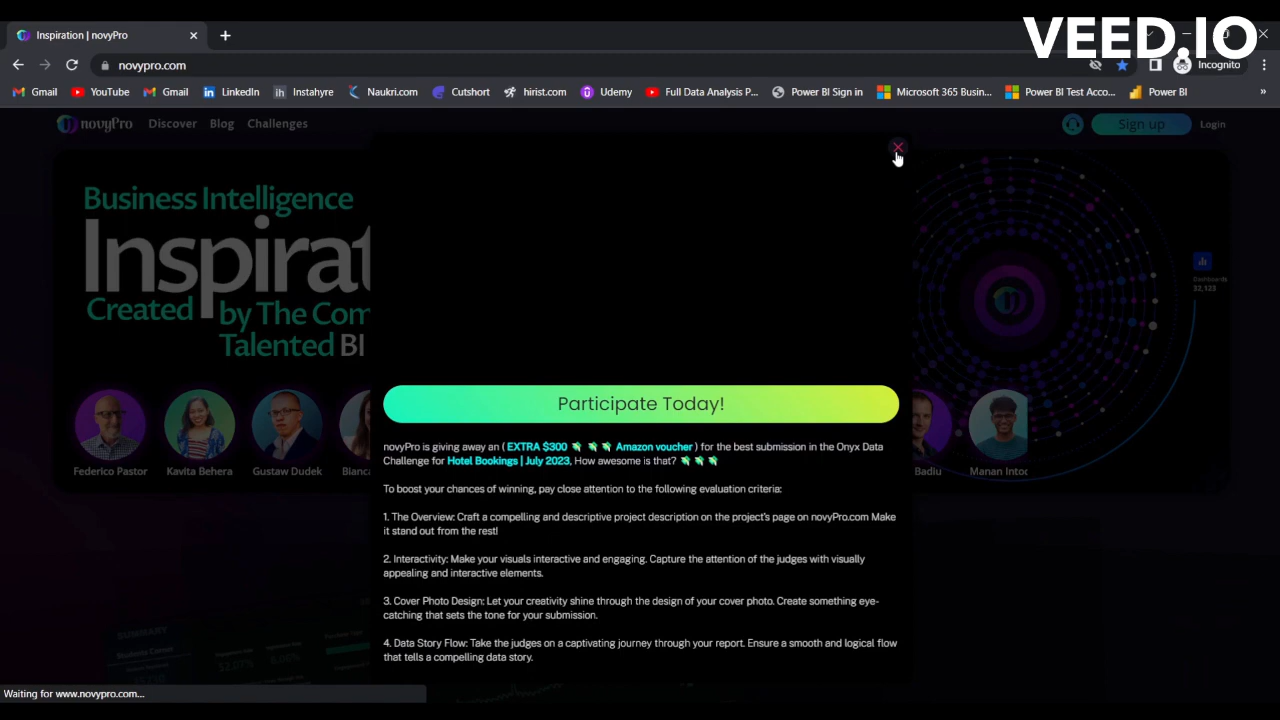 Inspiration | novyPro
VEED.IO
novypro.com
Incognito
Gmail
YouTube
Gmail
LinkedIn
Instahyre
Naukri.com
Cutshort
hirist.com
Udemy
Full Data Analysis P...
Power BI Sign in
Microsoft 365 Busin...
Power BI Test Acco...
Power BI
»
novyPro
Discover
Blog
Challenges
Sign up
Login
Business Intelligence
Inspirat
Created by The Com
Talented BI
Dashboards
32,123
Participate Today!
novyPro is giving away an ( EXTRA $300 💸 💸 💸 Amazon voucher ) for the best submission in the Onyx Data
Challenge for Hotel Bookings | July 2023, How awesome is that? 💸 💸 💸
To boost your chances of winning, pay close attention to the following evaluation criteria:
1. The Overview: Craft a compelling and descriptive project description on the project's page on novyPro.com Make
it stand out from the rest!
2. Interactivity: Make your visuals interactive and engaging. Capture the attention of the judges with visually
appealing and interactive elements.
3. Cover Photo Design: Let your creativity shine through the design of your cover photo. Create something eye-
catching that sets the tone for your submission.
4. Data Story Flow: Take the judges on a captivating journey through your report. Ensure a smooth and logical flow
that tells a compelling data story.
Federico Pastor
Kavita Behera
Gustaw Dudek
Bianca
Badiu
Manan Intoc
SUMMARY
Students Center
Waiting for www.novypro.com...